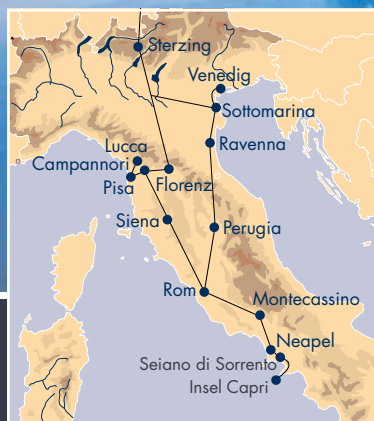 Sterzing
Venedig
Sottomarina
Ravenna
Lucca
Campannori
Pisa
Florenz
Siena
Perugia
Rom
Montecassino
Neapel
Seiano di Sorrento
Insel Capri